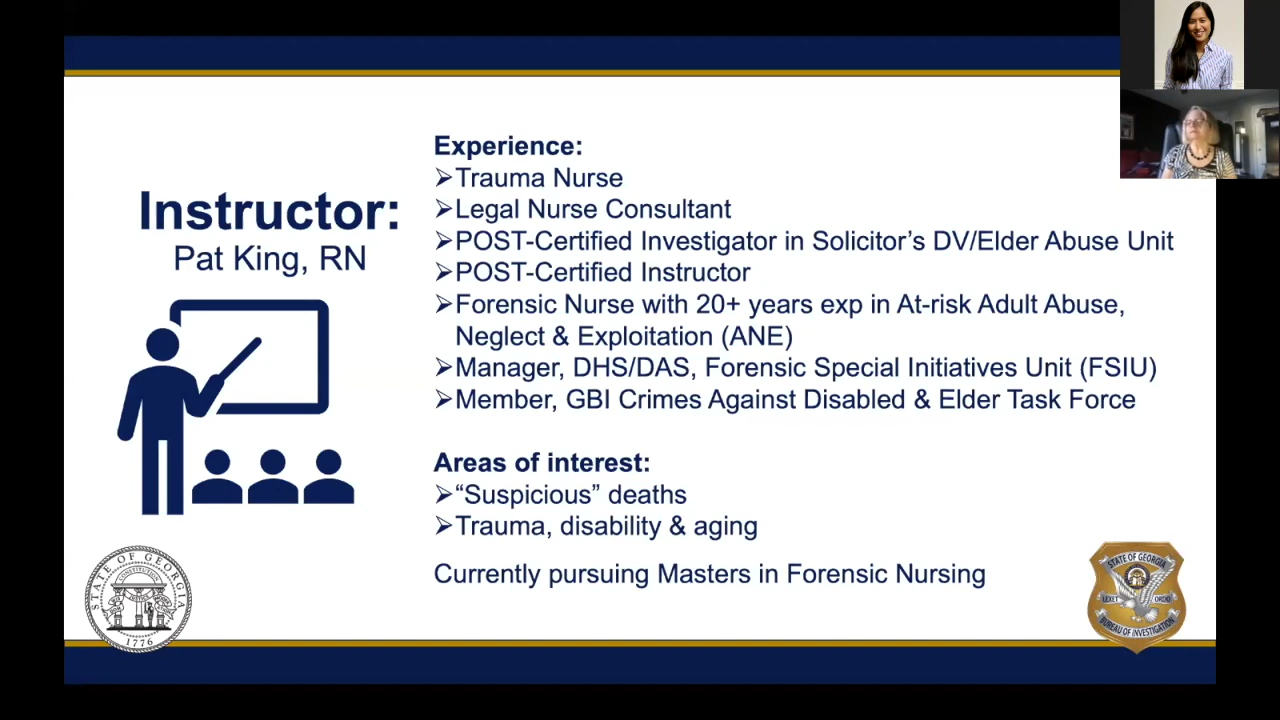 Instructor:
Pat King, RN
Experience:
➢Trauma Nurse
➢Legal Nurse Consultant
➢POST-Certified Investigator in Solicitor’s DV/Elder Abuse Unit
➢POST-Certified Instructor
➢Forensic Nurse with 20+ years exp in At-risk Adult Abuse,
Neglect & Exploitation (ANE)
➢Manager, DHS/DAS, Forensic Special Initiatives Unit (FSIU)
➢Member, GBI Crimes Against Disabled & Elder Task Force
Areas of interest:
➢“Suspicious” deaths
➢Trauma, disability & aging
Currently pursuing Masters in Forensic Nursing
STATE OF GEORGIA
CONSTITUTION
1776
STATE OF GEORGIA
BUREAU OF INVESTIGATION